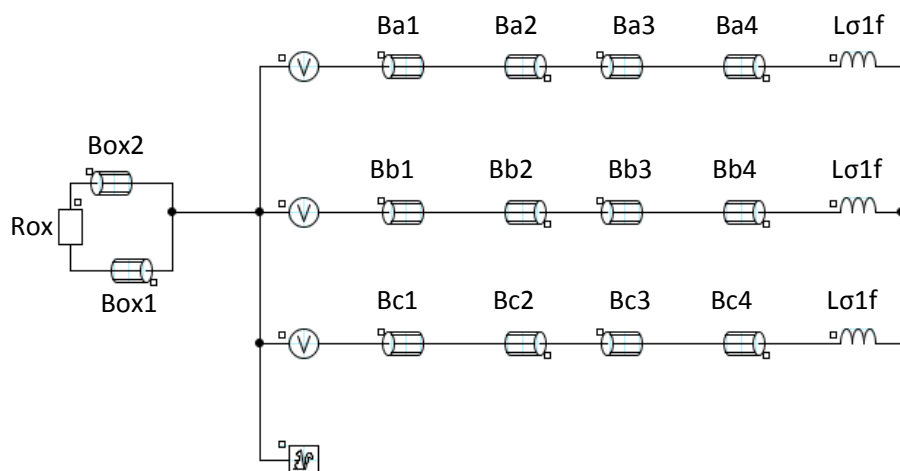 Ba1 Ba2 Ba3 Ba4 Lσ1f
V
Box2
Bb1 Bb2 Bb3 Bb4 Lσ1f
Rox
V
Box1
Bc1 Bc2 Bc3 Bc4 Lσ1f
V